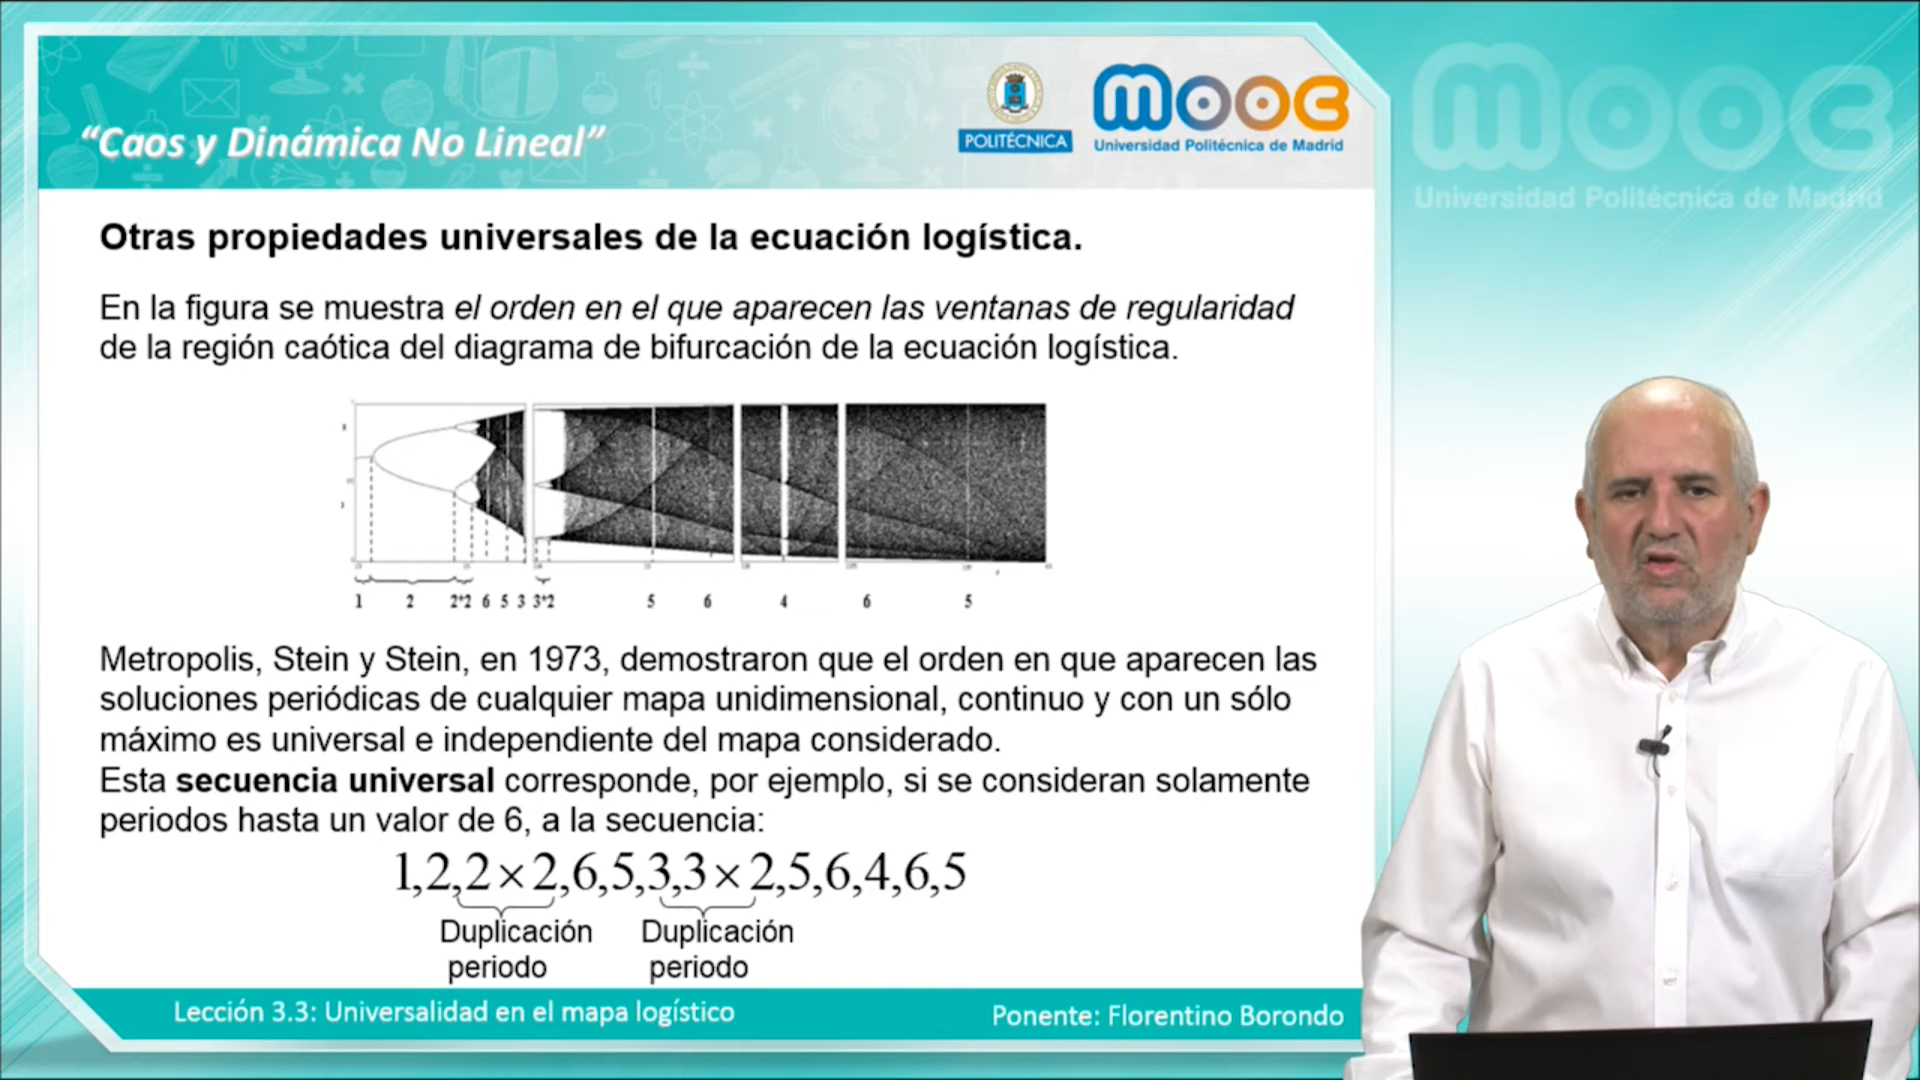 “Caos y Dinámica No Lineal”
POLITÉCNICA
mooc
Universidad Politécnica de Madrid
mooc
Universidad Politécnica de Madrid
Otras propiedades universales de la ecuación logística.
En la figura se muestra el orden en el que aparecen las ventanas de regularidad
de la región caótica del diagrama de bifurcación de la ecuación logística.
1 2 2*2 6 5 3 3*2 5 6 4 6 5
Metropolis, Stein y Stein, en 1973, demostraron que el orden en que aparecen las
soluciones periódicas de cualquier mapa unidimensional, continuo y con un sólo
máximo es universal e independiente del mapa considerado.
Esta secuencia universal corresponde, por ejemplo, si se consideran solamente
periodos hasta un valor de 6, a la secuencia:
1,2,2×2,6,5,3,3×2,5,6,4,6,5
Duplicación Duplicación
periodo periodo
Lección 3.3: Universalidad en el mapa logístico
Ponente: Florentino Borondo